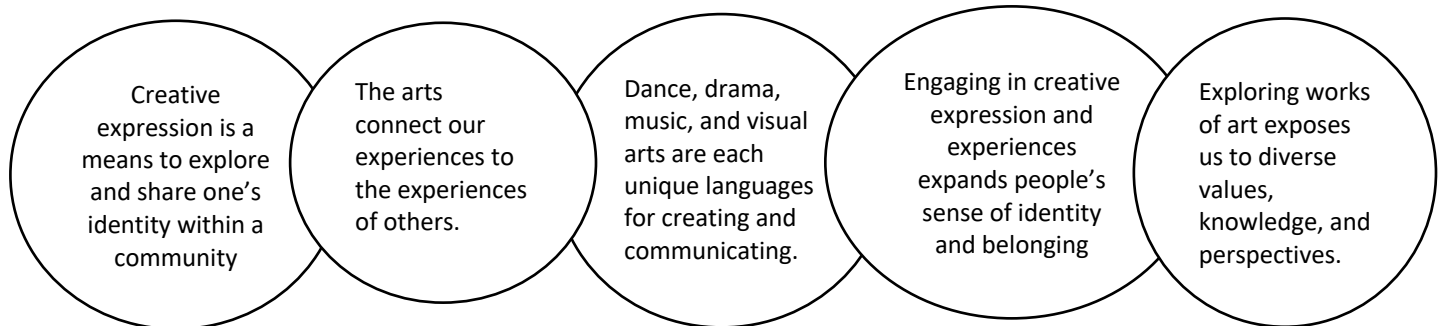 Creative
expression is a
means to explore
and share one’s
identity within a
community
The arts
connect our
experiences to
the experiences
of others.
Dance, drama,
music, and visual
arts are each
unique languages
for creating and
communicating.
Engaging in creative
expression and
experiences
expands people’s
sense of identity
and belonging
Exploring works
of art exposes
us to diverse
values,
knowledge, and
perspectives.